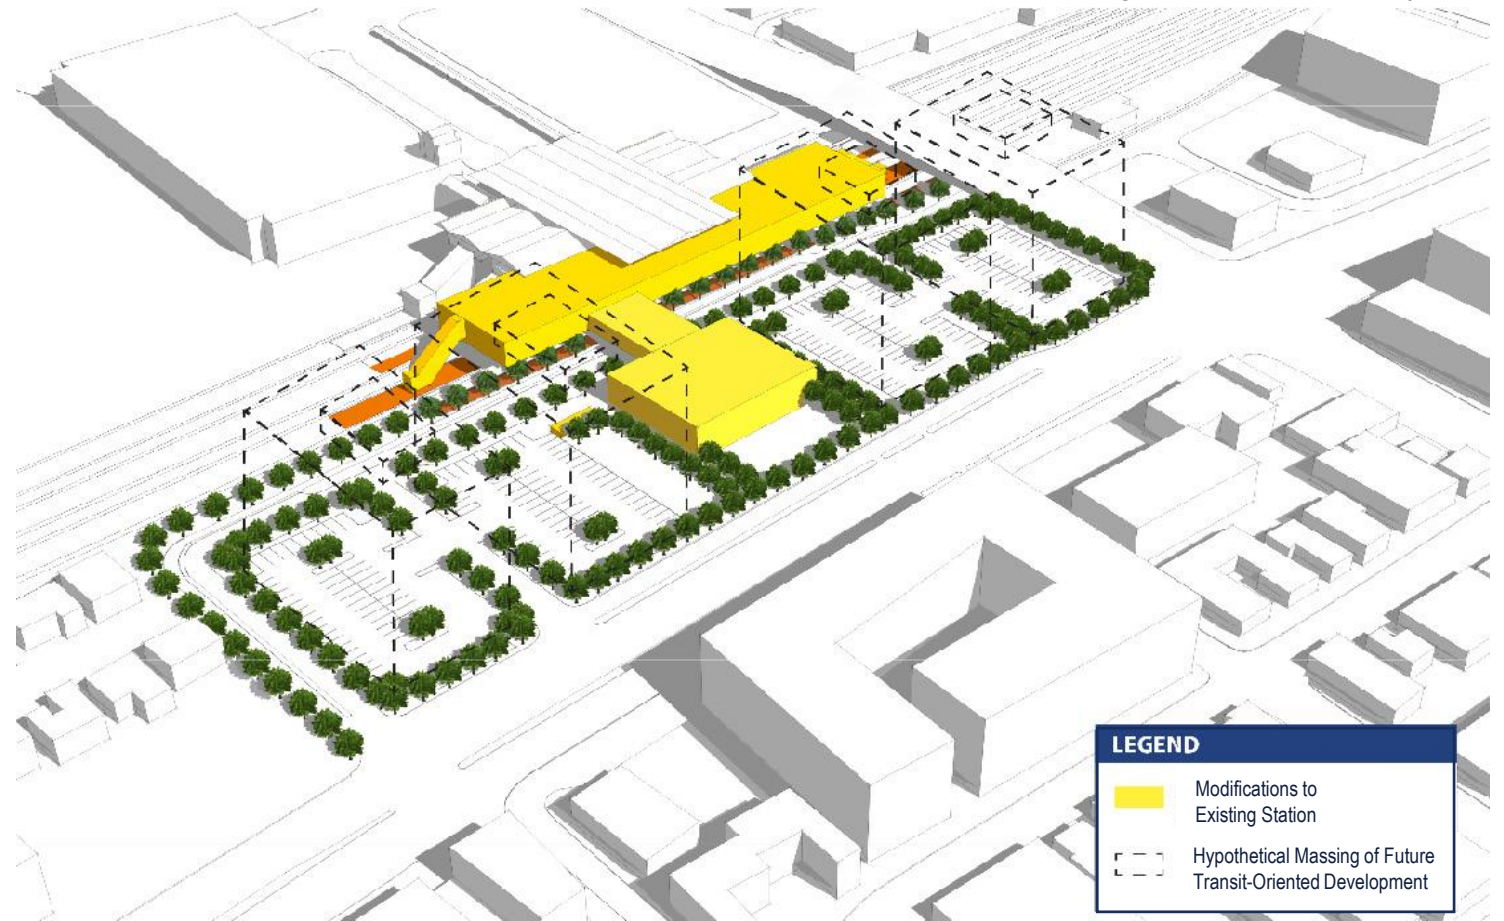 LEGEND
Modifications to
Existing Station
Hypothetical Massing of Future
Transit-Oriented Development